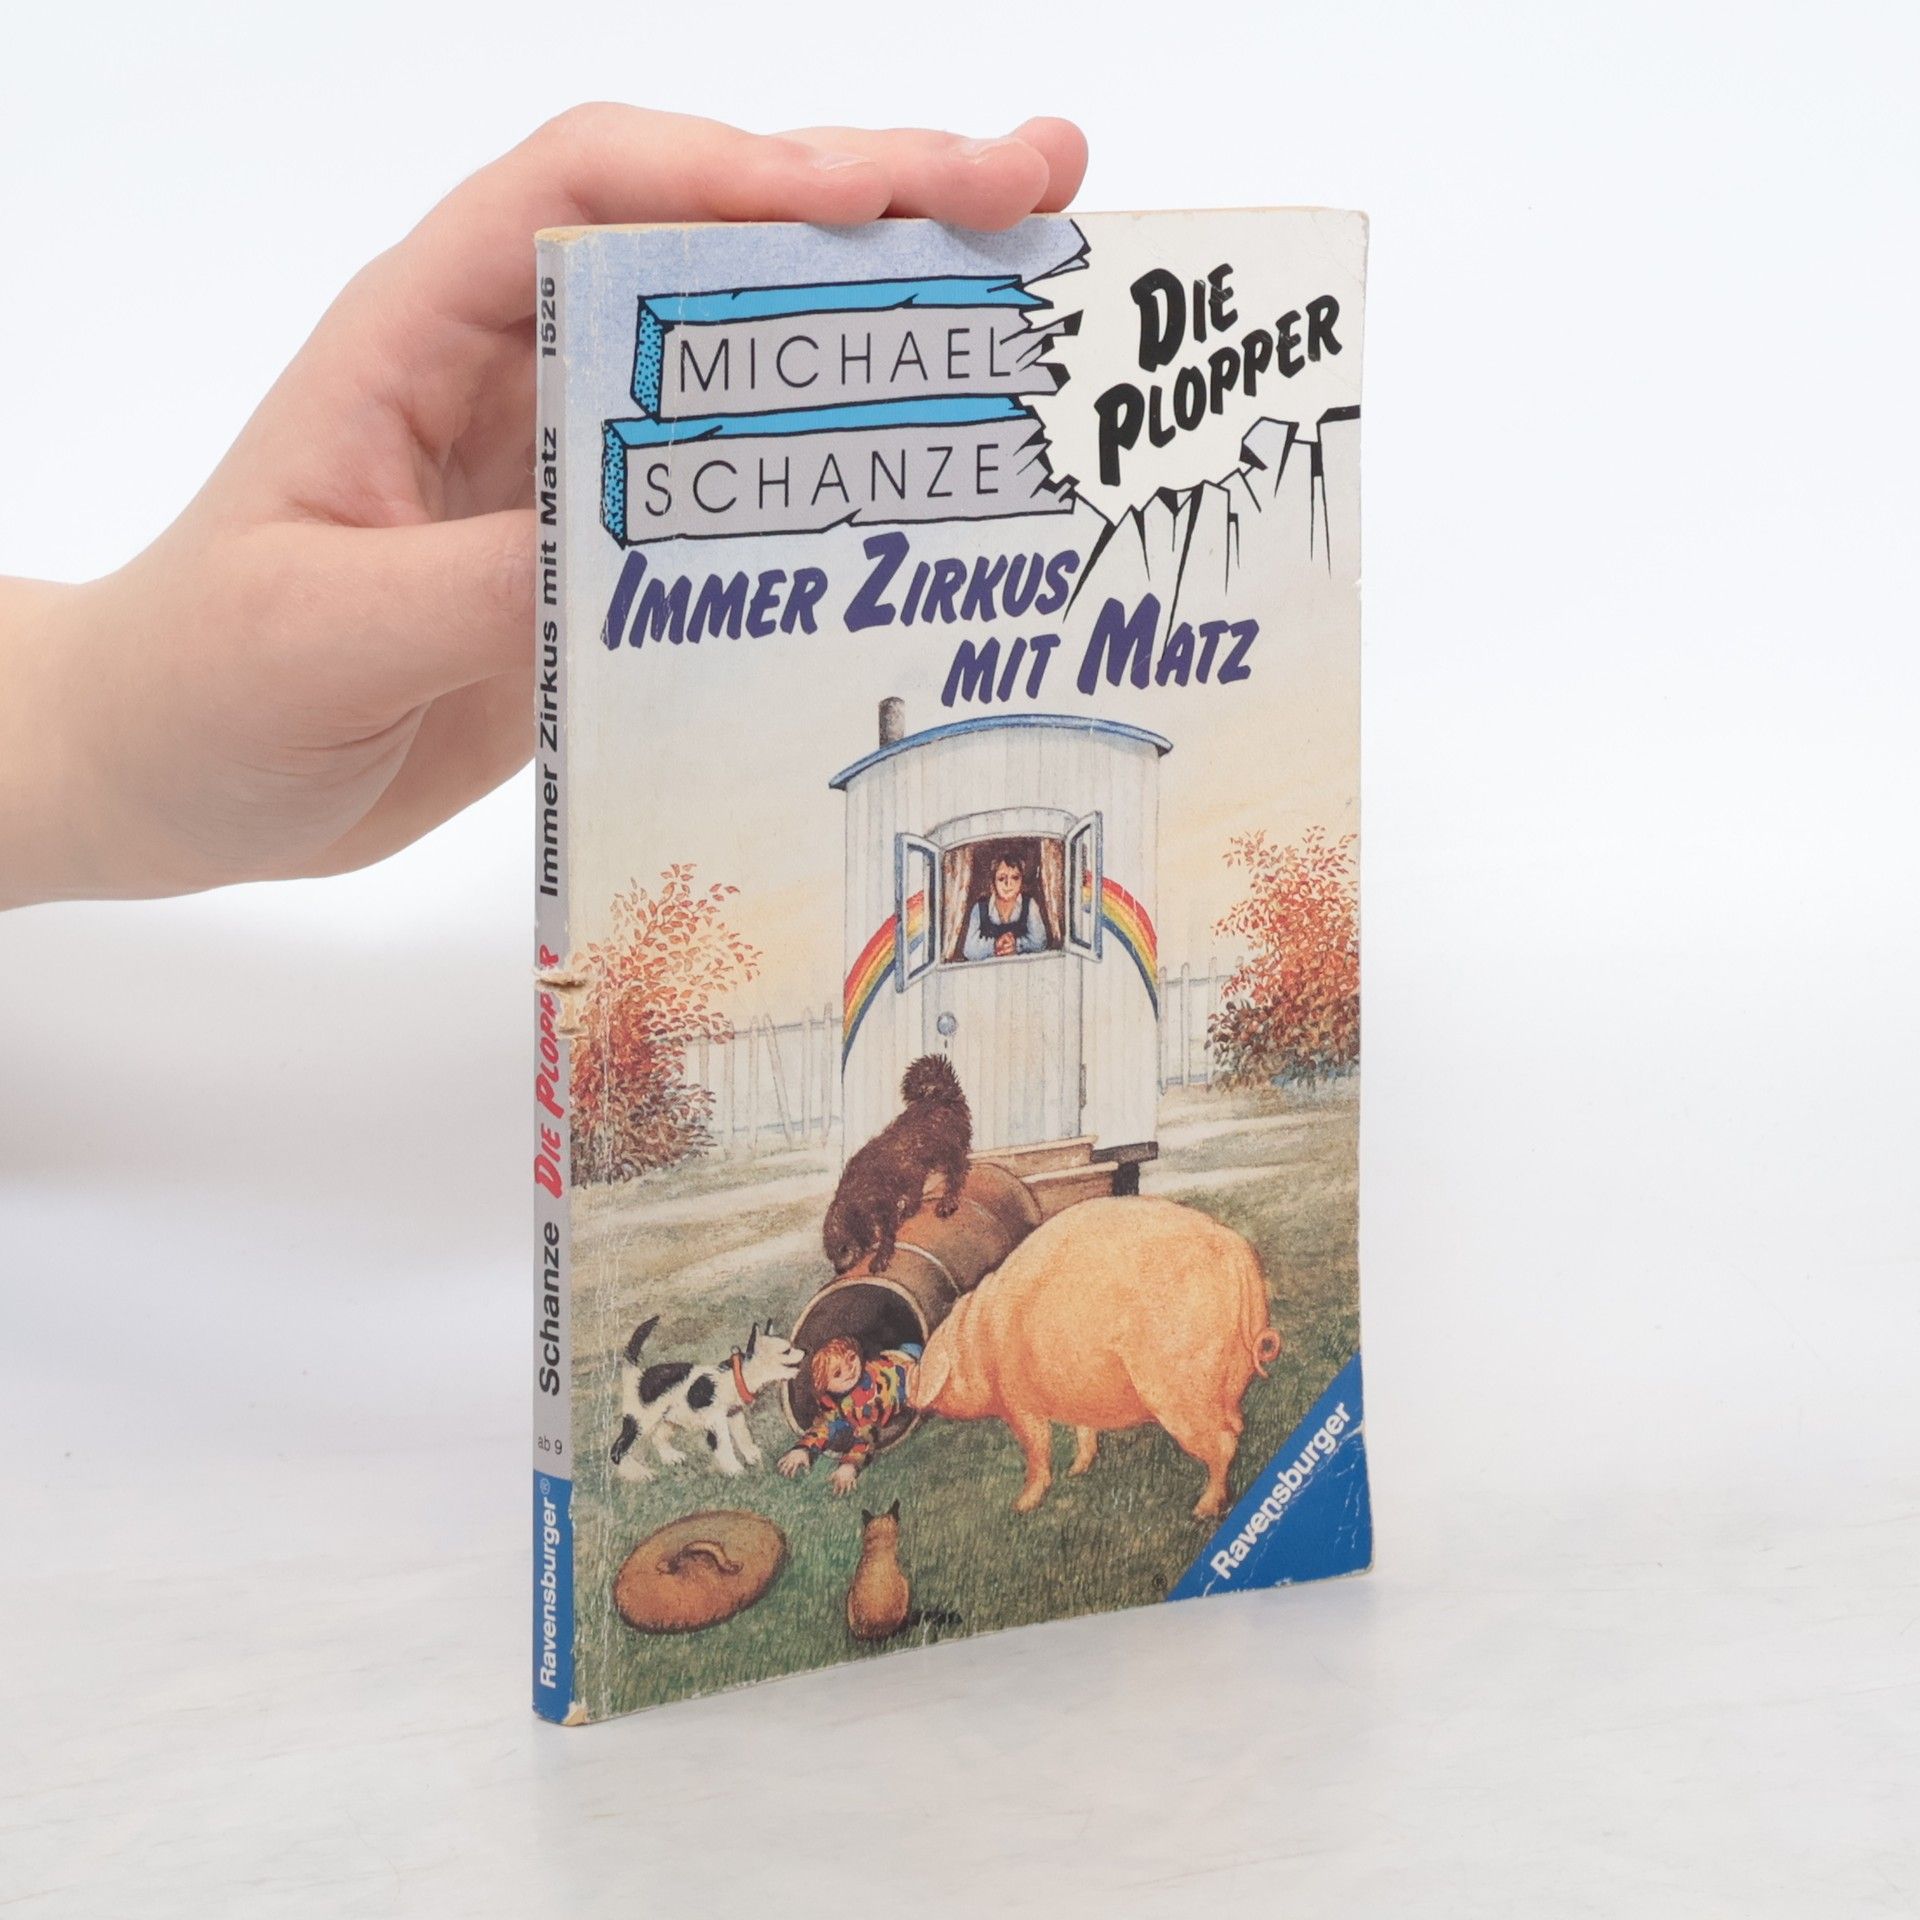 MICHAEL
SCHANZE
DIE
PLOPPER
IMMER ZIRKUS
MIT MATZ
Ravensburger
®
Schanze DIE PLOPPER Immer Zirkus mit Matz 1526
ab 9
Ravensburger®